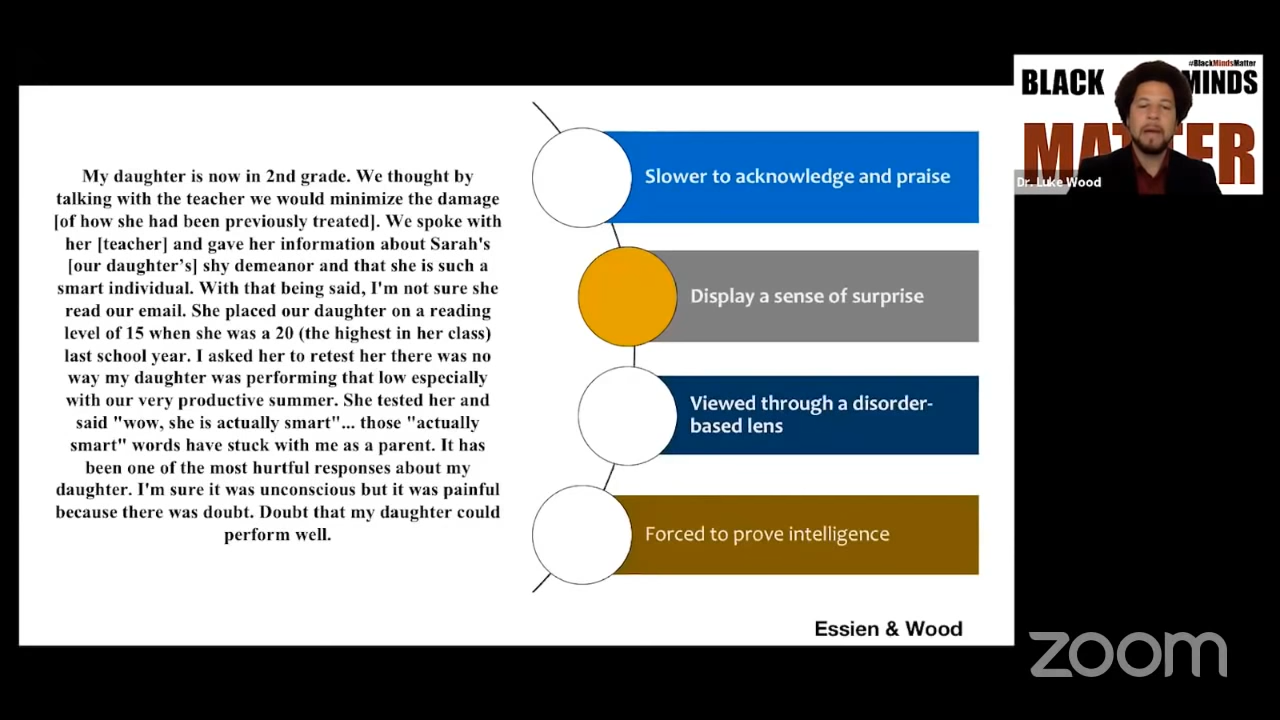 My daughter is now in 2nd grade. We thought by
talking with the teacher we would minimize the damage
[of how she had been previously treated]. We spoke with
her [teacher] and gave her information about Sarah's
[our daughter's] shy demeanor and that she is such a
smart individual. With that being said, I'm not sure she
read our email. She placed our daughter on a reading
level of 15 when she was a 20 (the highest in her class)
last school year. I asked her to retest her there was no
way my daughter was performing that low especially
with our very productive summer. She tested her and
said "wow, she is actually smart"... those "actually
smart" words have stuck with me as a parent. It has
been one of the most hurtful responses about my
daughter. I'm sure it was unconscious but it was painful
because there was doubt. Doubt that my daughter could
perform well.
Slower to acknowledge and praise
Display a sense of surprise
Viewed through a disorder-
based lens
Forced to prove intelligence
Essien & Wood
#BlackMindsMatter
BLACK MINDS
MATTER
Dr. Luke Wood
zoom